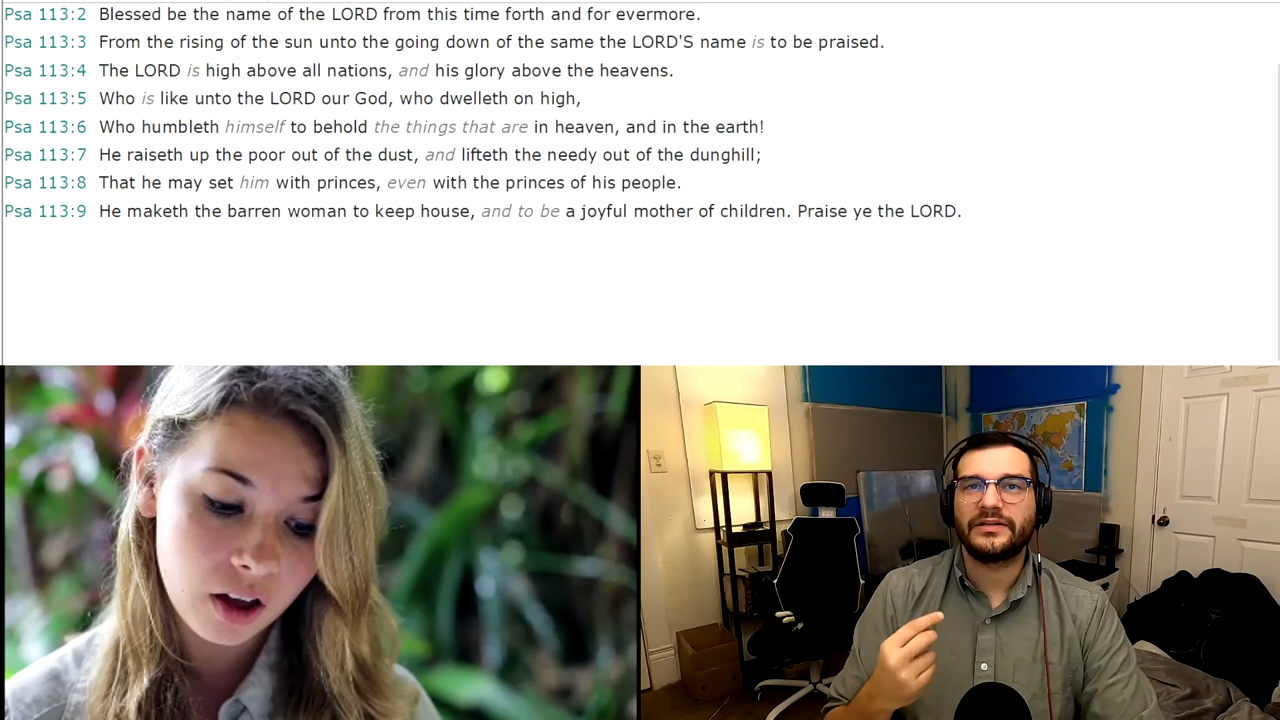 Psa 113:2 Blessed be the name of the LORD from this time forth and for evermore.
Psa 113:3 From the rising of the sun unto the going down of the same the LORD'S name is to be praised.
Psa 113:4 The LORD is high above all nations, and his glory above the heavens.
Psa 113:5 Who is like unto the LORD our God, who dwelleth on high,
Psa 113:6 Who humbleth himself to behold the things that are in heaven, and in the earth!
Psa 113:7 He raiseth up the poor out of the dust, and lifteth the needy out of the dunghill;
Psa 113:8 That he may set him with princes, even with the princes of his people.
Psa 113:9 He maketh the barren woman to keep house, and to be a joyful mother of children. Praise ye the LORD.